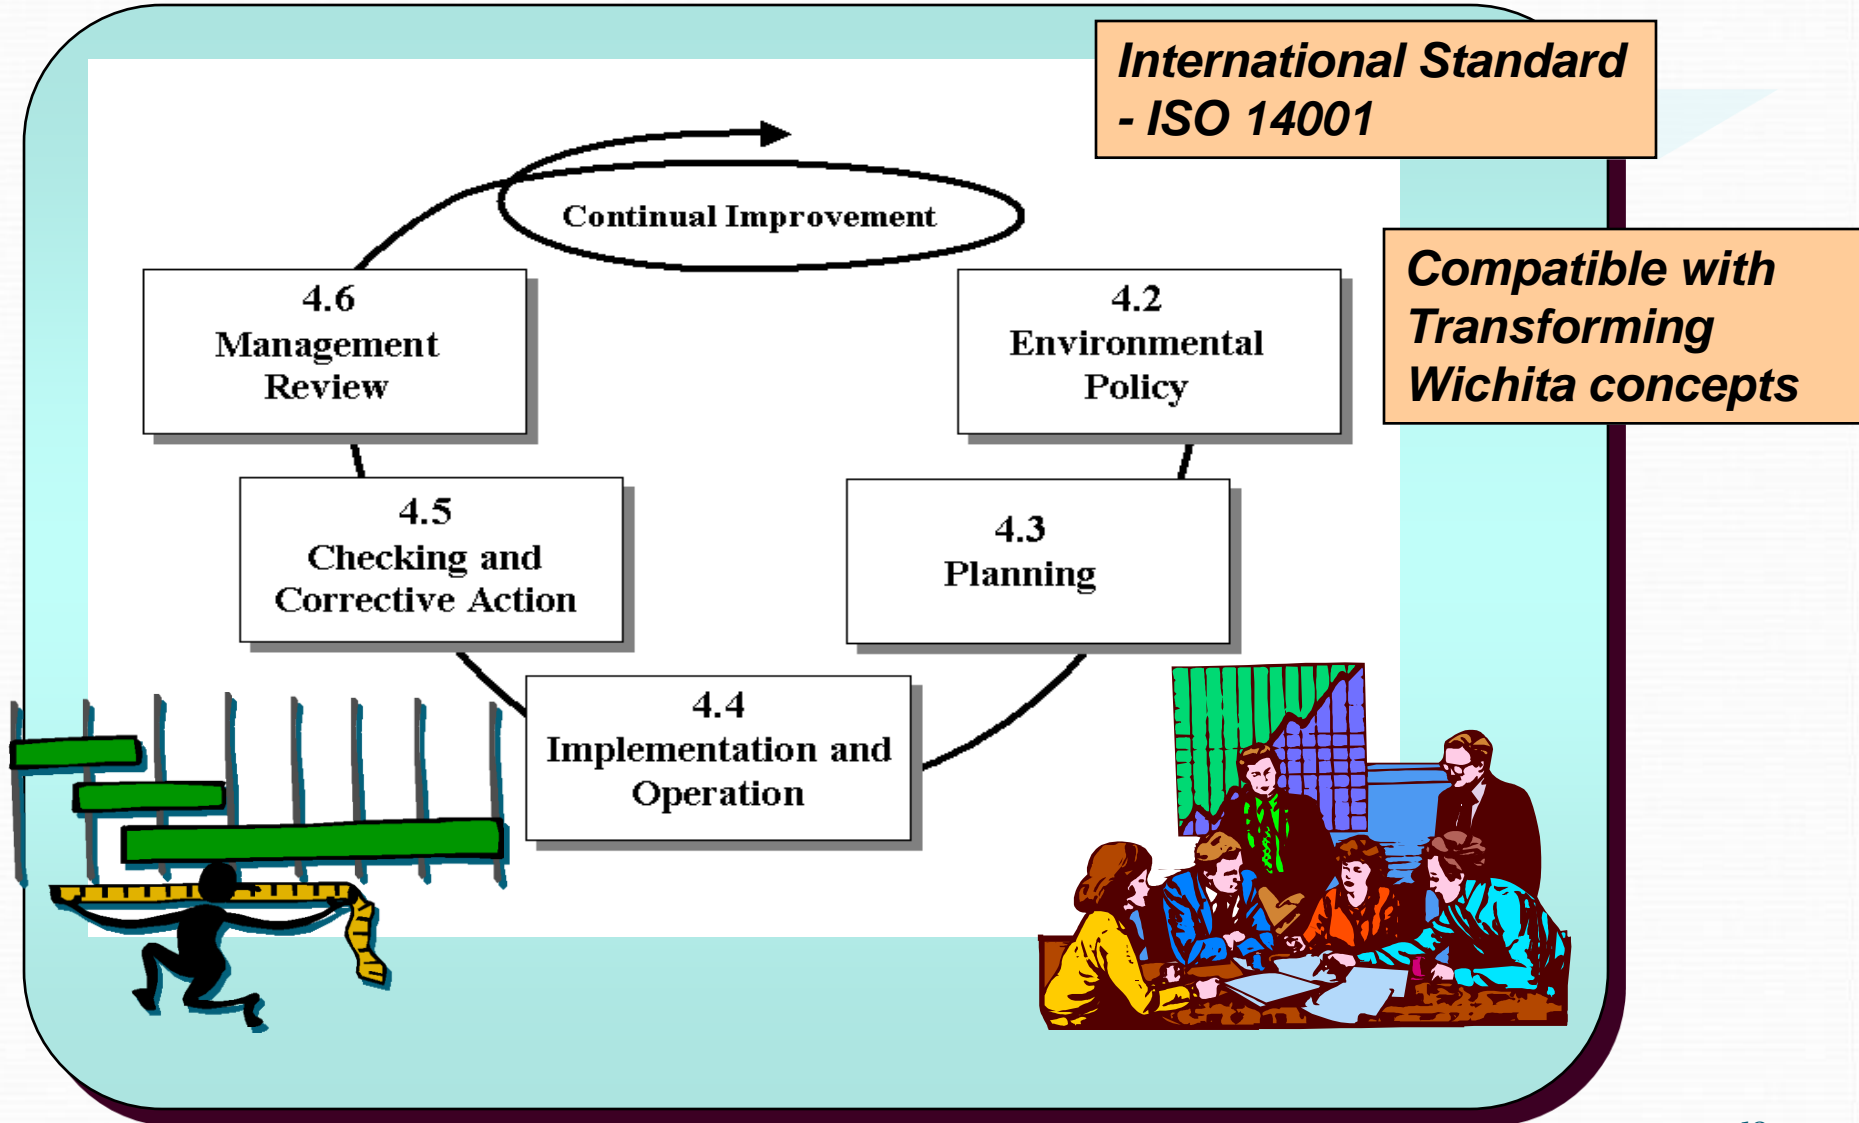 International Standard
- ISO 14001
Continual Improvement
Compatible with
Transforming
Wichita concepts
4.6
Management
Review
4.2
Environmental
Policy
4.5
Checking and
Corrective Action
4.3
Planning
4.4
Implementation and
Operation